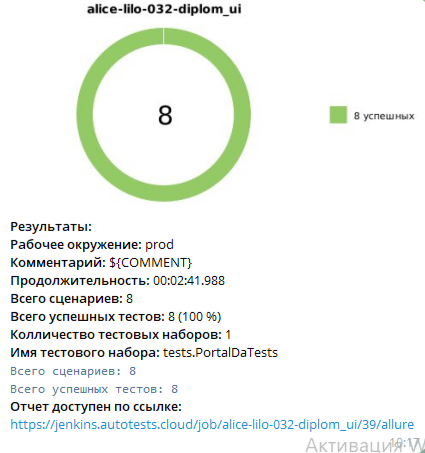 alice-lilo-032-diplom_ui
8
8 успешных
Результаты:
Рабочее окружение: prod
Комментарий: ${COMMENT}
Продолжительность: 00:02:41.988
Всего сценариев: 8
Всего успешных тестов: 8 (100 %)
Колличество тестовых наборов: 1
Имя тестового набора: tests.PortalDaTests
Всего сценариев: 8
Всего успешных тестов: 8
Отчет доступен по ссылке:
https://jenkins.autotests.cloud/job/alice-lilo-032-diplom_ui/39/allure
Активация W